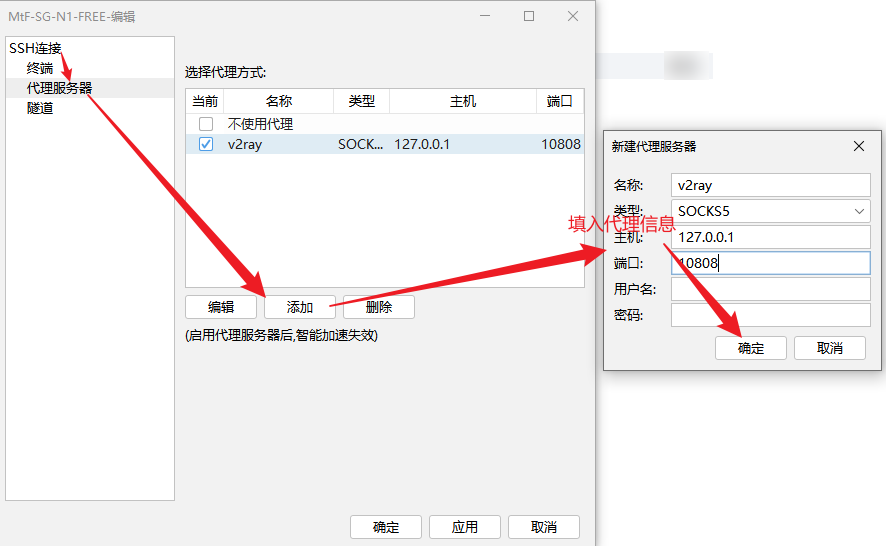 MtF-SG-N1-FREE-编辑
SSH连接
终端
代理服务器
隧道
选择代理方式:
当前 名称 类型 主机 端口
不使用代理
v2ray SOCK... 127.0.0.1 10808
编辑 添加 删除
(启用代理服务器后,智能加速失效)
确定 应用 取消
新建代理服务器
名称: v2ray
类型: SOCKS5
填入代理信息
主机: 127.0.0.1
端口: 10808
用户名:
密码:
确定 取消